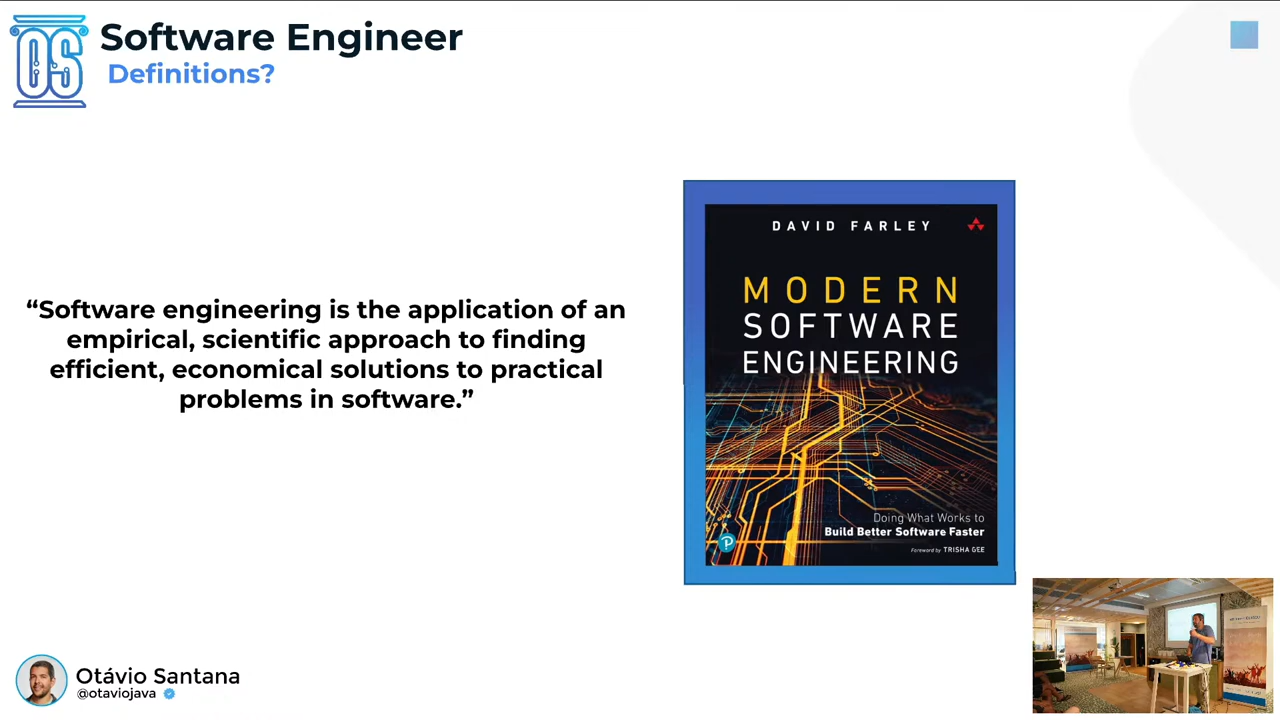 OS
Software Engineer
Definitions?
“Software engineering is the application of an
empirical, scientific approach to finding
efficient, economical solutions to practical
problems in software.”
DAVID FARLEY
MODERN
SOFTWARE
ENGINEERING
Doing What Works to
Build Better Software Faster
Foreword by TRISHA GEE
Otávio Santana
@otaviojava